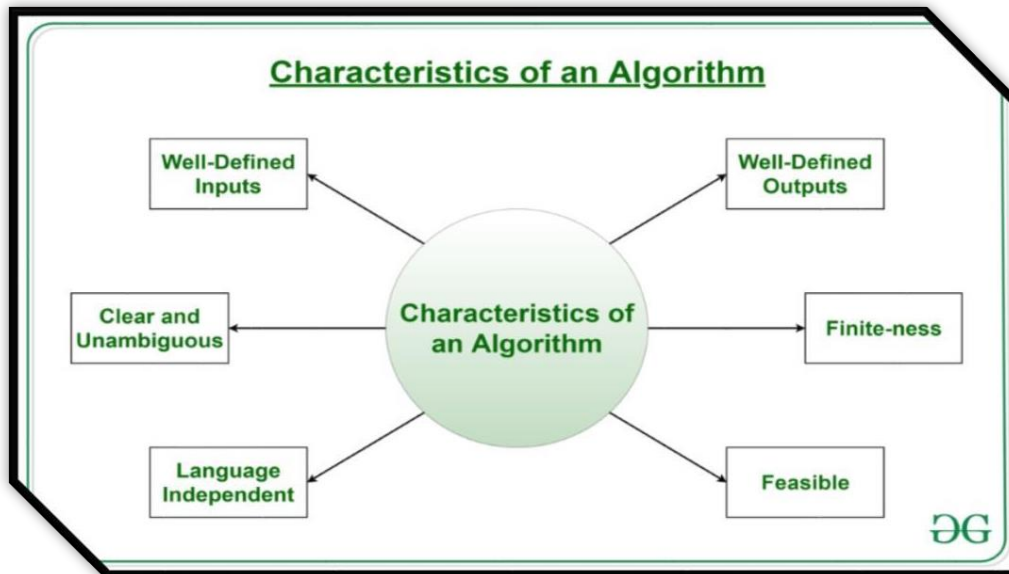 Characteristics of an Algorithm
Well-Defined
Inputs
Well-Defined
Outputs
Clear and
Unambiguous
Characteristics of
an Algorithm
Finite-ness
Language
Independent
Feasible